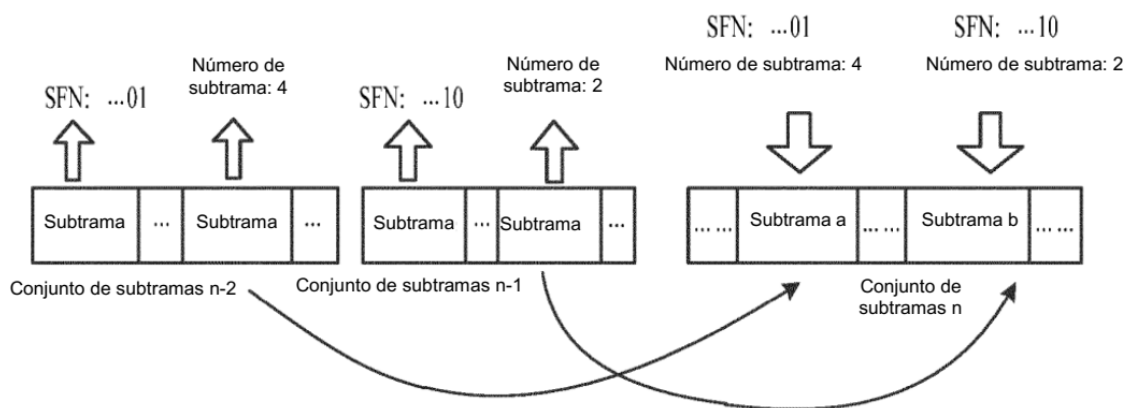 SFN: ...01
SFN: ...10
Número de subtrama: 4
Número de subtrama: 2
Número de
subtrama: 4
Número de
subtrama: 2
SFN: ...01
SFN: ...10
Subtrama
...
Subtrama
...
Subtrama
...
Subtrama
...
... ...
Subtrama a
... ...
Subtrama b
... ...
Conjunto de subtramas n-2
Conjunto de subtramas n-1
Conjunto de
subtramas n